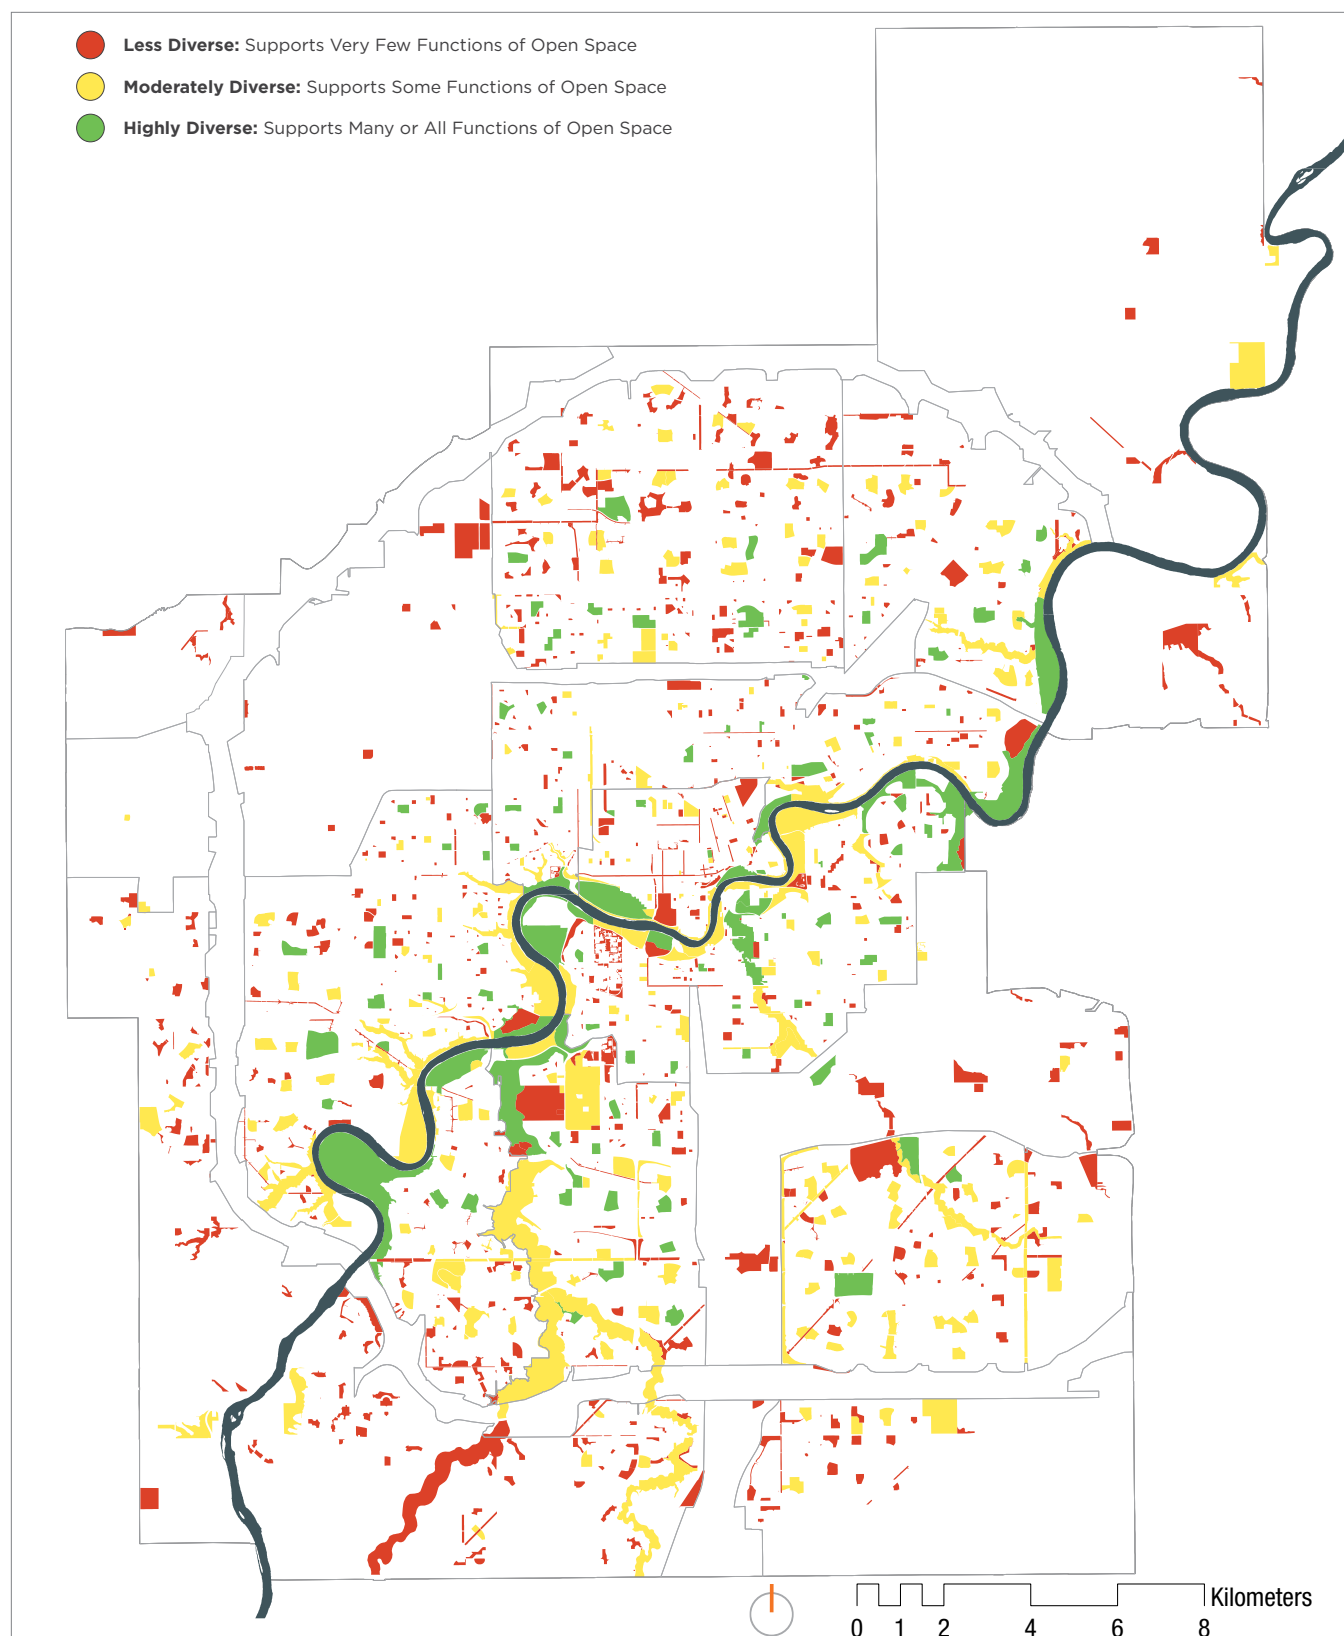 Less Diverse: Supports Very Few Functions of Open Space
Moderately Diverse: Supports Some Functions of Open Space
Highly Diverse: Supports Many or All Functions of Open Space
Kilometers
0 1 2 4 6 8